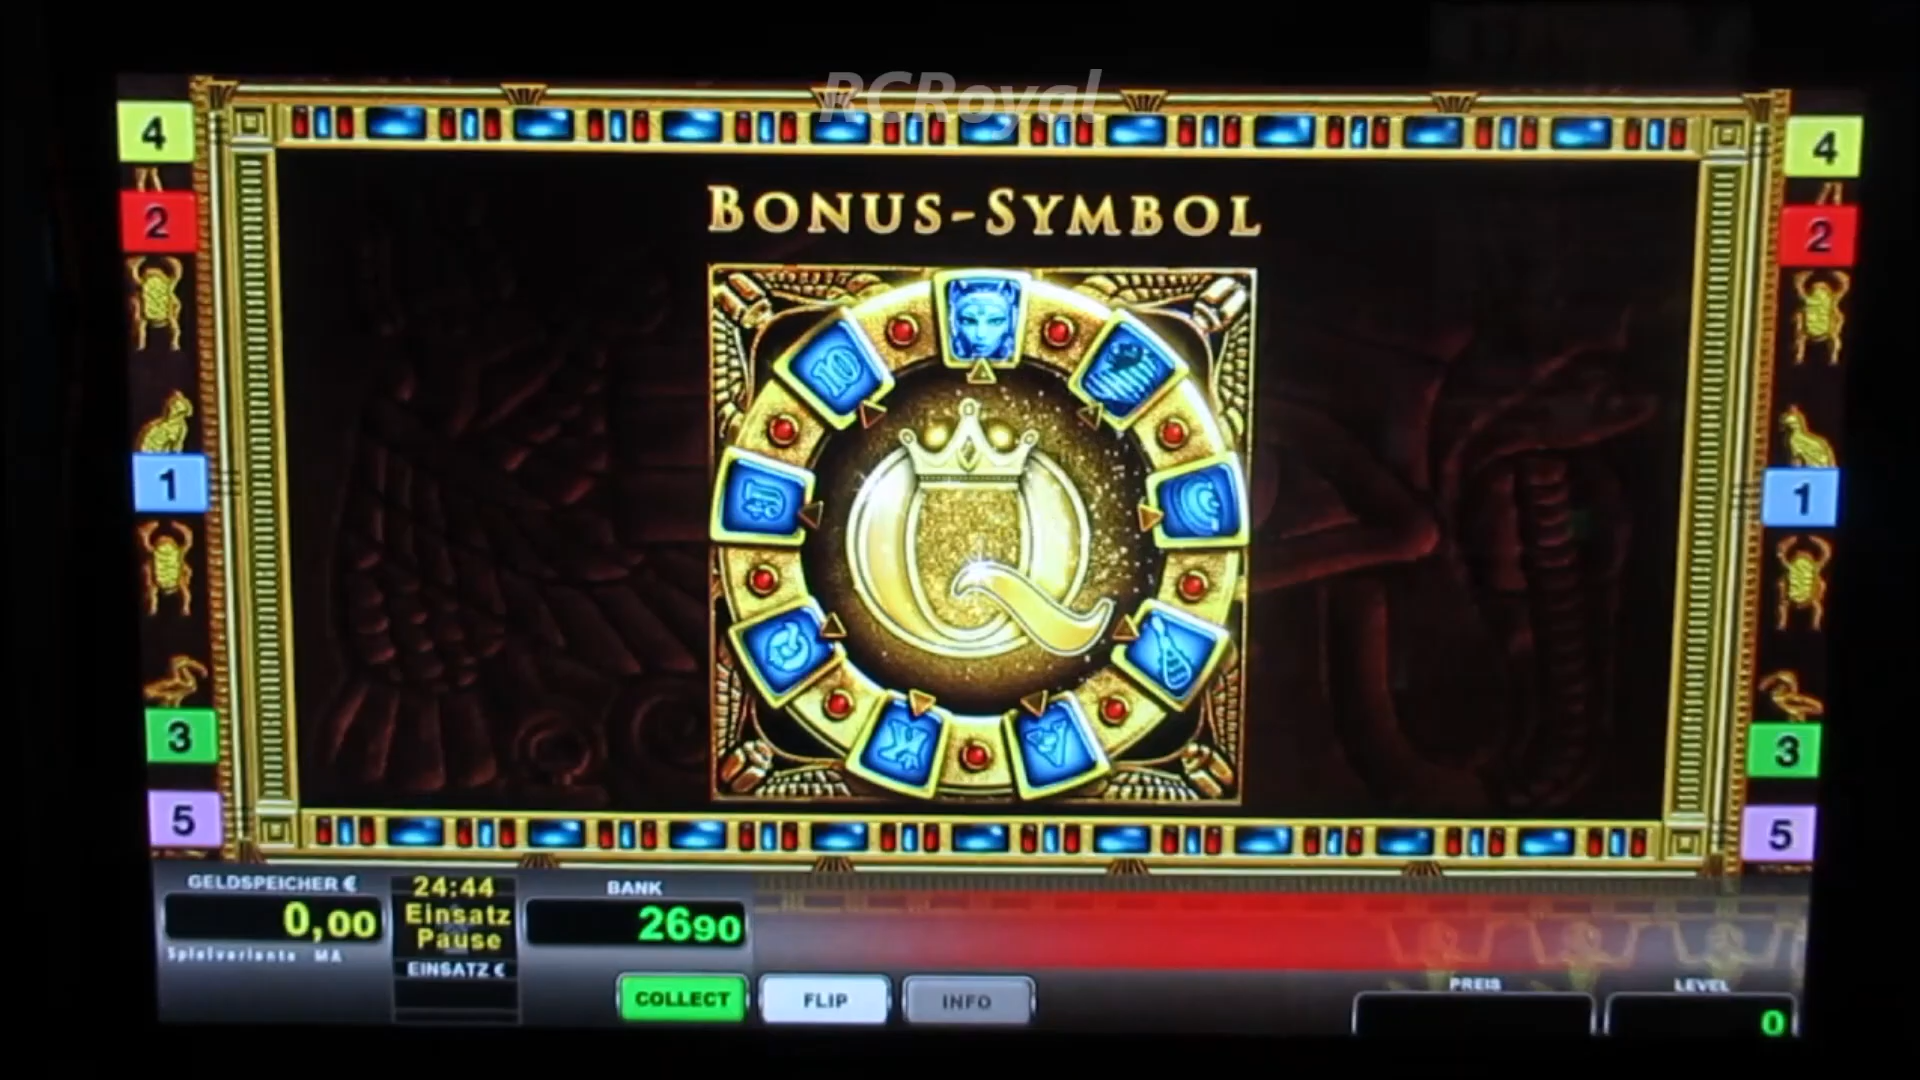 RCRoyal
4
4
BONUS-SYMBOL
2
2
10
J
Q
1
1
Q
K
A
3
3
5
5
GELDSPEICHER €
24:44
BANK
0,00
Einsatz
Pause
2690
Spielvariante MA
EINSATZ €
COLLECT
FLIP
INFO
PREIS
LEVEL
0